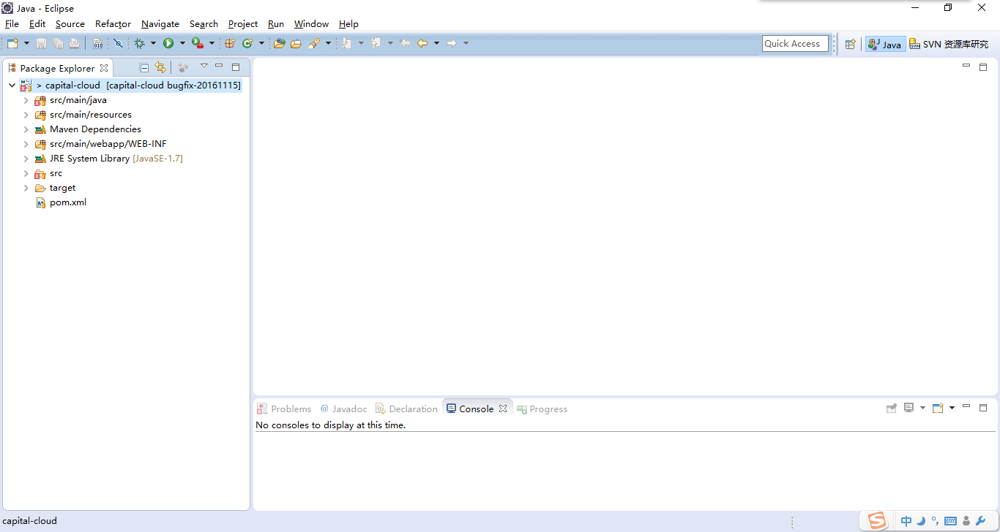 Java - Eclipse
File Edit Source Refactor Navigate Search Project Run Window Help
Quick Access Java SVN 资源库研究
Package Explorer
> capital-cloud [capital-cloud bugfix-20161115]
src/main/java
src/main/resources
Maven Dependencies
src/main/webapp/WEB-INF
JRE System Library [JavaSE-1.7]
src
target
pom.xml
Problems @ Javadoc Declaration Console Progress
No consoles to display at this time.
capital-cloud
中